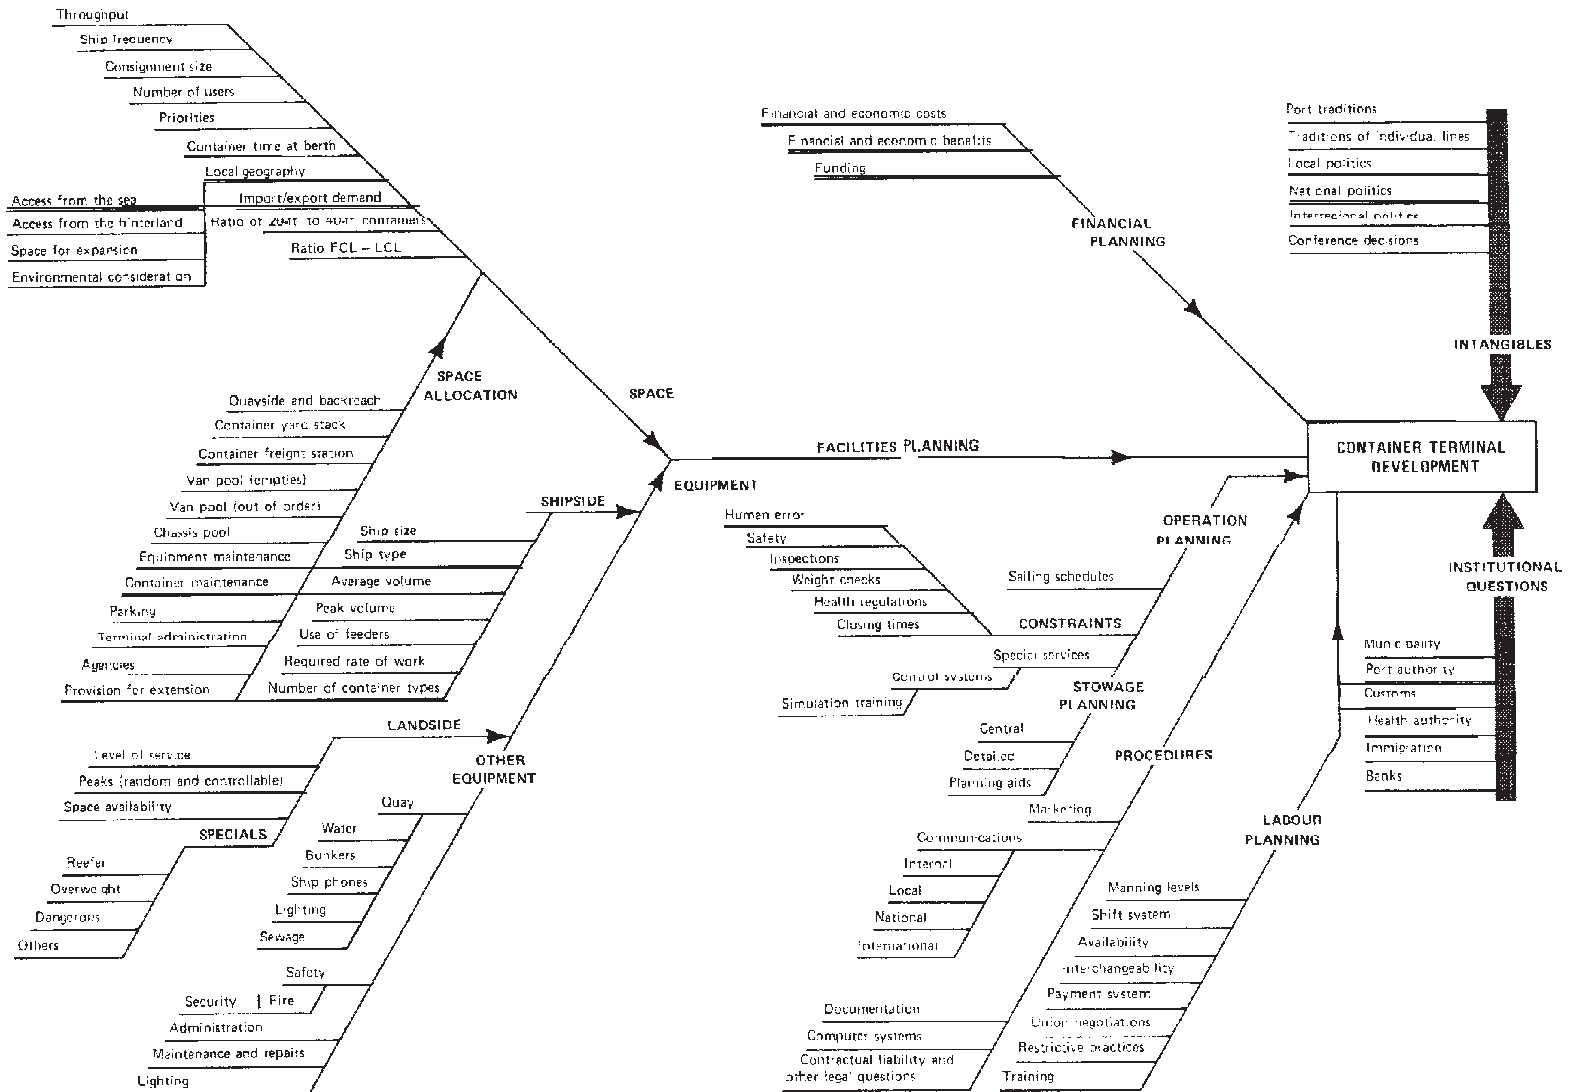 Throughput
Ship frequency
Consignment size
Number of users
Priorities
Container time at berth
Local geography
Access from the sea
Access from the hinterland
Space for expansion
Environmental consideration
Import/export demand
Ratio of 20-ft to 40-ft containers
Ratio FCL – LCL
SPACE
ALLOCATION
SPACE
Quayside and backreach
Container yard stack
Container freight station
Van pool (empties)
Van pool (out of order)
Chassis pool
Equipment maintenance
Container maintenance
Parking
Terminal administration
Agencies
Provision for extension
SHIPSIDE
Ship size
Ship type
Average volume
Peak volume
Use of feeders
Required rate of work
Number of container types
EQUIPMENT
LANDSIDE
Level of service
Peaks (random and controllable)
Space availability
SPECIALS
Reefer
Overweight
Dangerous
Others
OTHER
EQUIPMENT
Quay
Water
Bunkers
Ship phones
Lighting
Sewage
Safety
Security
Fire
Administration
Maintenance and repairs
Lighting
FACILITIES PLANNING
Financial and economic costs
Financial and economic benefits
Funding
FINANCIAL
PLANNING
Port traditions
Traditions of individual lines
Local politics
National politics
Interregional politics
Conference decisions
INTANGIBLES
CONTAINER TERMINAL
DEVELOPMENT
OPERATION
PLANNING
Human error
Safety
Inspections
Weight checks
Health regulations
Closing times
CONSTRAINTS
Sailing schedules
Special services
Control systems
Simulation training
STOWAGE
PLANNING
Central
Detailed
Planning aids
PROCEDURES
Marketing
Communications
Internal
Local
National
International
Documentation
Computer systems
Contractual liability and
other legal questions
LABOUR
PLANNING
Manning levels
Shift system
Availability
Interchangeability
Payment system
Union negotiations
Restrictive practices
Training
INSTITUTIONAL
QUESTIONS
Municipality
Port authority
Customs
Health authority
Immigration
Banks